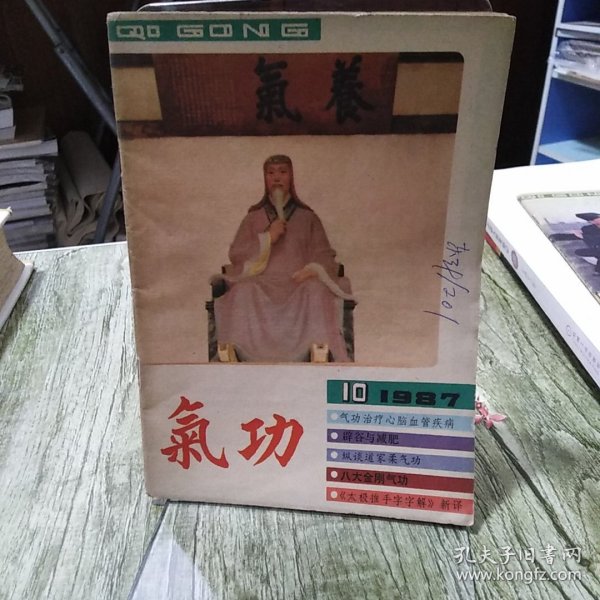 QI GONG
養氣
10 1987
氣功
气功治疗心脑血管疾病
辟谷与减肥
纵谈道家柔气功
八大金刚气功
《太极推手字字解》新译
孔夫子旧书网
www.kongfz.com